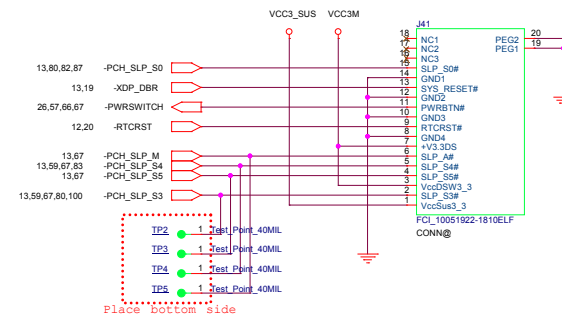 VCC3_SUS VCC3M
J41
18 NC1 PEG2 20
17 NC2 PEG1 19
16 NC3
13,80,82,87 -PCH_SLP_S0 15 SLP_S0#
14 GND1
13,19 -XDP_DBR 13 SYS_RESET#
12 GND2
26,57,66,67 -PWRSWITCH 11 PWRBTN#
10 GND3
12,20 -RTCRST 9 RTCRST#
8 GND4
7 +V3.3DS
13,67 -PCH_SLP_M 6 SLP_A#
13,59,67,83 -PCH_SLP_S4 5 SLP_S4#
13,67 -PCH_SLP_S5 4 SLP_S5#
3 VccDSW3_3
13,59,67,80,100 -PCH_SLP_S3 2 SLP_S3#
1 VccSus3_3
FCI_10051922-1810ELF
CONN@
TP2 1 Test_Point_40MIL
TP3 1 Test_Point_40MIL
TP4 1 Test_Point_40MIL
TP5 1 Test_Point_40MIL
Place bottom side